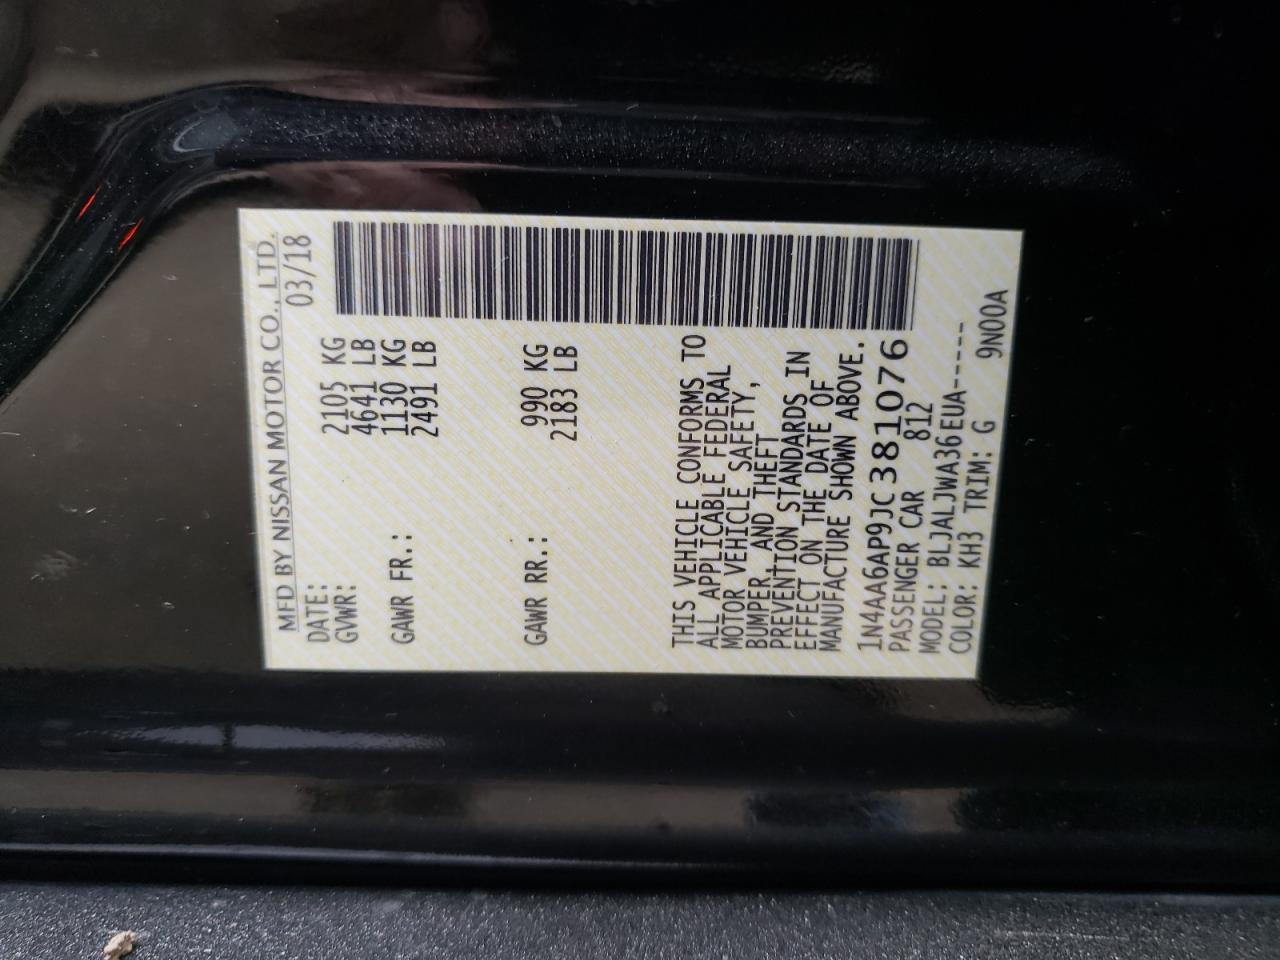 MFD BY NISSAN MOTOR CO., LTD.
DATE: 03/18
GVWR: 2105 KG
4641 LB
GAWR FR.: 1130 KG
2491 LB
GAWR RR.: 990 KG
2183 LB
THIS VEHICLE CONFORMS TO
ALL APPLICABLE FEDERAL
MOTOR VEHICLE SAFETY,
BUMPER, AND THEFT
PREVENTION STANDARDS IN
EFFECT ON THE DATE OF
MANUFACTURE SHOWN ABOVE.
1N4AA6AP9JC381076
PASSENGER CAR 812
MODEL: BLJALJWA36EUA-----
COLOR: KH3 TRIM: G 9N00A